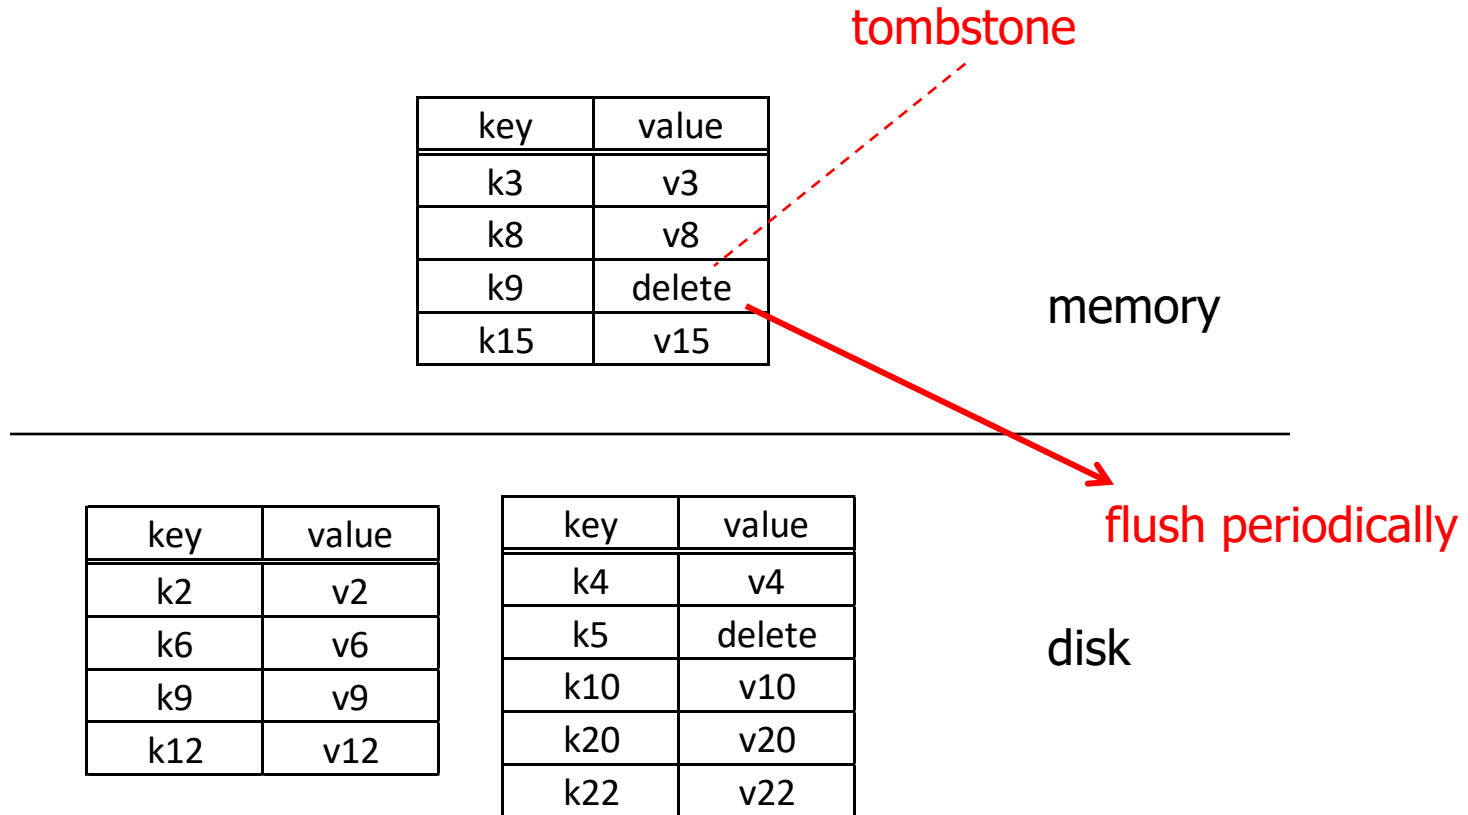 tombstone
key value
k3 v3
k8 v8
k9 delete
k15 v15
memory
flush periodically
key value
k2 v2
k6 v6
k9 v9
k12 v12
key value
k4 v4
k5 delete
k10 v10
k20 v20
k22 v22
disk